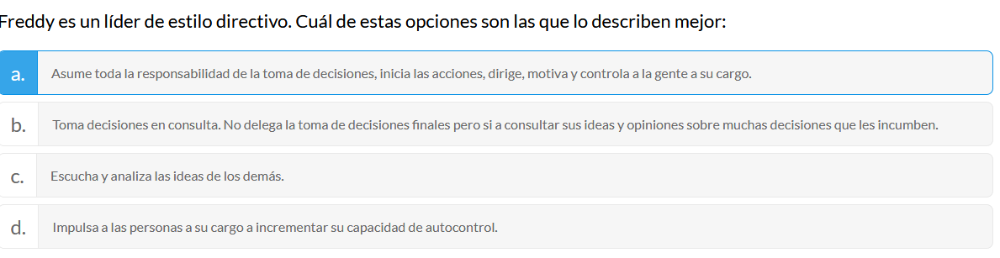 Freddy es un líder de estilo directivo. Cuál de estas opciones son las que lo describen mejor:
a. Asume toda la responsabilidad de la toma de decisiones, inicia las acciones, dirige, motiva y controla a la gente a su cargo.
b. Toma decisiones en consulta. No delega la toma de decisiones finales pero si a consultar sus ideas y opiniones sobre muchas decisiones que les incumben.
c. Escucha y analiza las ideas de los demás.
d. Impulsa a las personas a su cargo a incrementar su capacidad de autocontrol.